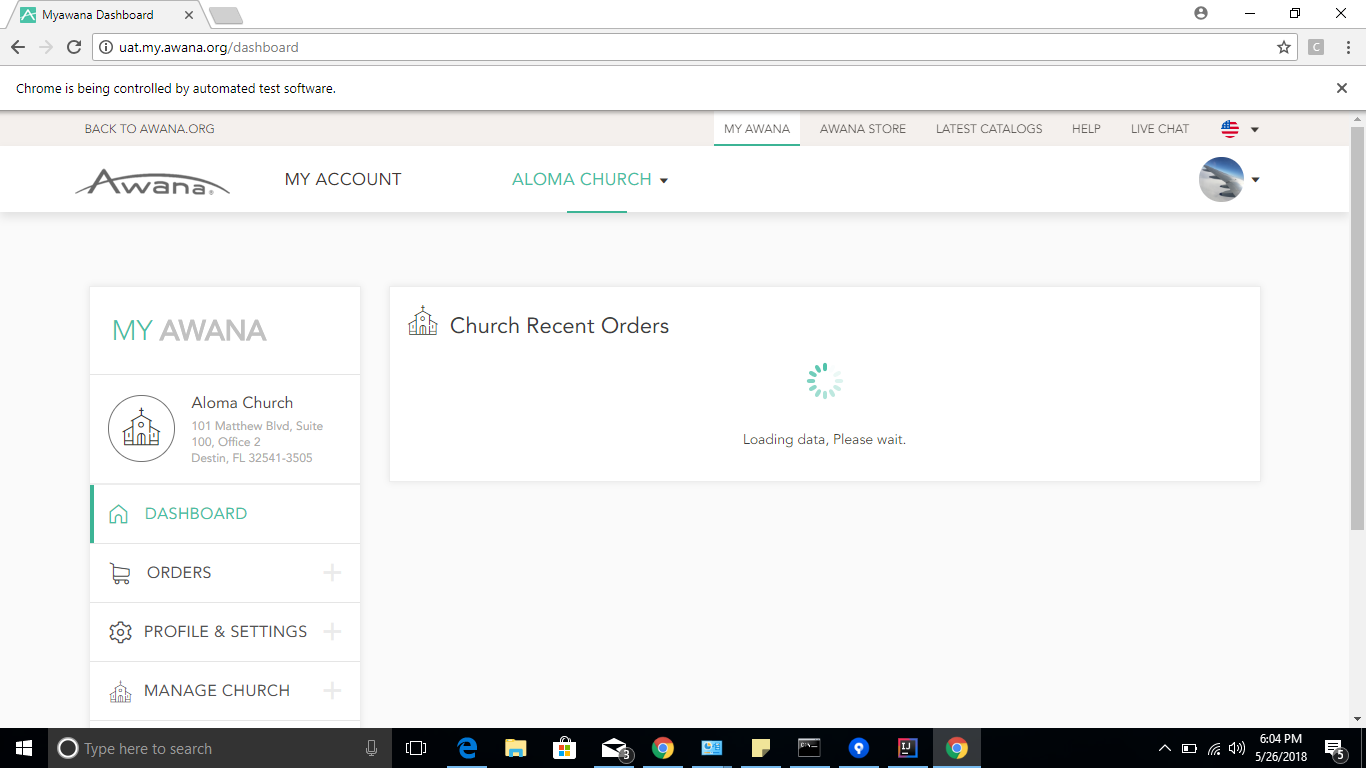 Myawana Dashboard
uat.my.awana.org/dashboard
C
Chrome is being controlled by automated test software.
BACK TO AWANA.ORG
MY AWANA
AWANA STORE
LATEST CATALOGS
HELP
LIVE CHAT
Awana®
MY ACCOUNT
ALOMA CHURCH
MY AWANA
Aloma Church
101 Matthew Blvd, Suite
100, Office 2
Destin, FL 32541-3505
DASHBOARD
ORDERS
PROFILE & SETTINGS
MANAGE CHURCH
Church Recent Orders
Loading data, Please wait.
Type here to search
3
IJ
6:04 PM
5/26/2018
5